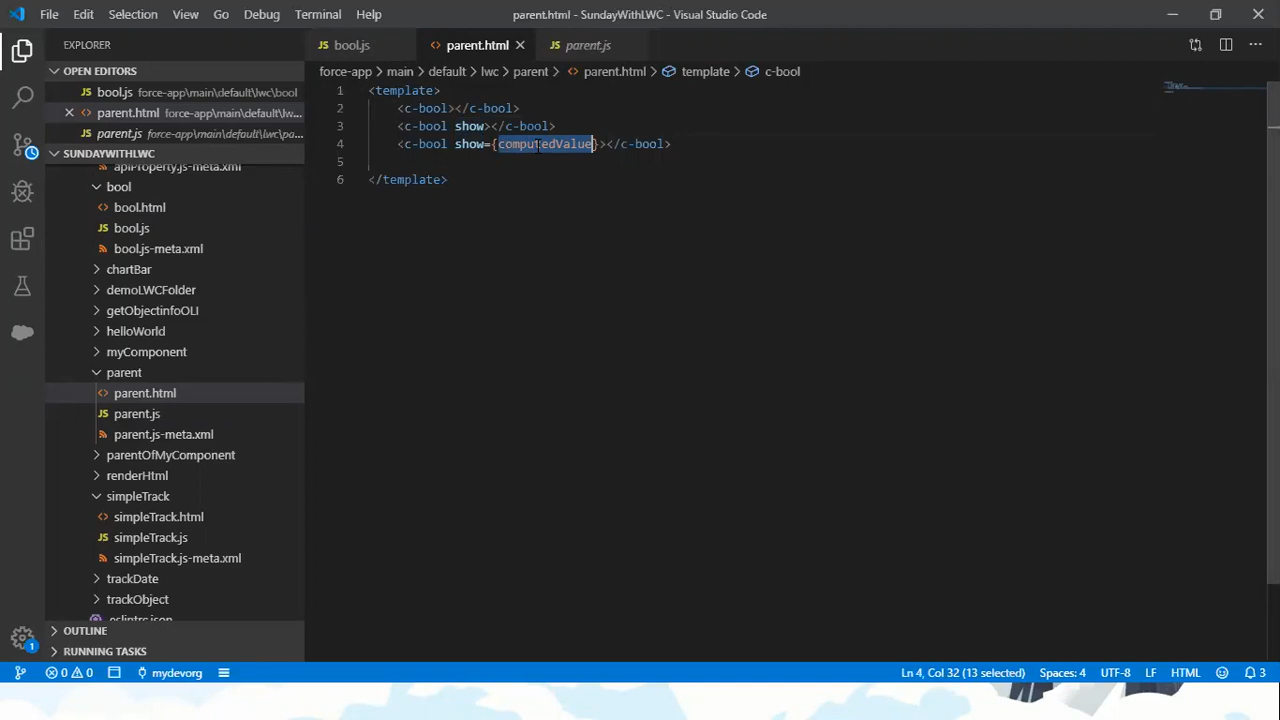 File Edit Selection View Go Debug Terminal Help
parent.html - SundayWithLWC - Visual Studio Code
EXPLORER
OPEN EDITORS
bool.js force-app\main\default\lwc\bool
parent.html force-app\main\default\lw...
parent.js force-app\main\default\lwc\pa...
SUNDAYWITHLWC
apiProperty.js-meta.xml
bool
bool.html
bool.js
bool.js-meta.xml
chartBar
demoLWCFolder
getObjectinfoOLI
helloWorld
myComponent
parent
parent.html
parent.js
parent.js-meta.xml
parentOfMyComponent
renderHtml
simpleTrack
simpleTrack.html
simpleTrack.js
simpleTrack.js-meta.xml
trackDate
trackObject
.eslintrc.json
OUTLINE
RUNNING TASKS
bool.js parent.html parent.js
force-app > main > default > lwc > parent > parent.html > template > c-bool
1 <template>
2 <c-bool></c-bool>
3 <c-bool show></c-bool>
4 <c-bool show={computedValue}></c-bool>
5
6 </template>
1
0 0 mydevorg
Ln 4, Col 32 (13 selected) Spaces: 4 UTF-8 LF HTML 3